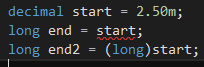 decimal start = 2.50m;
long end = start;
long end2 = (long)start;